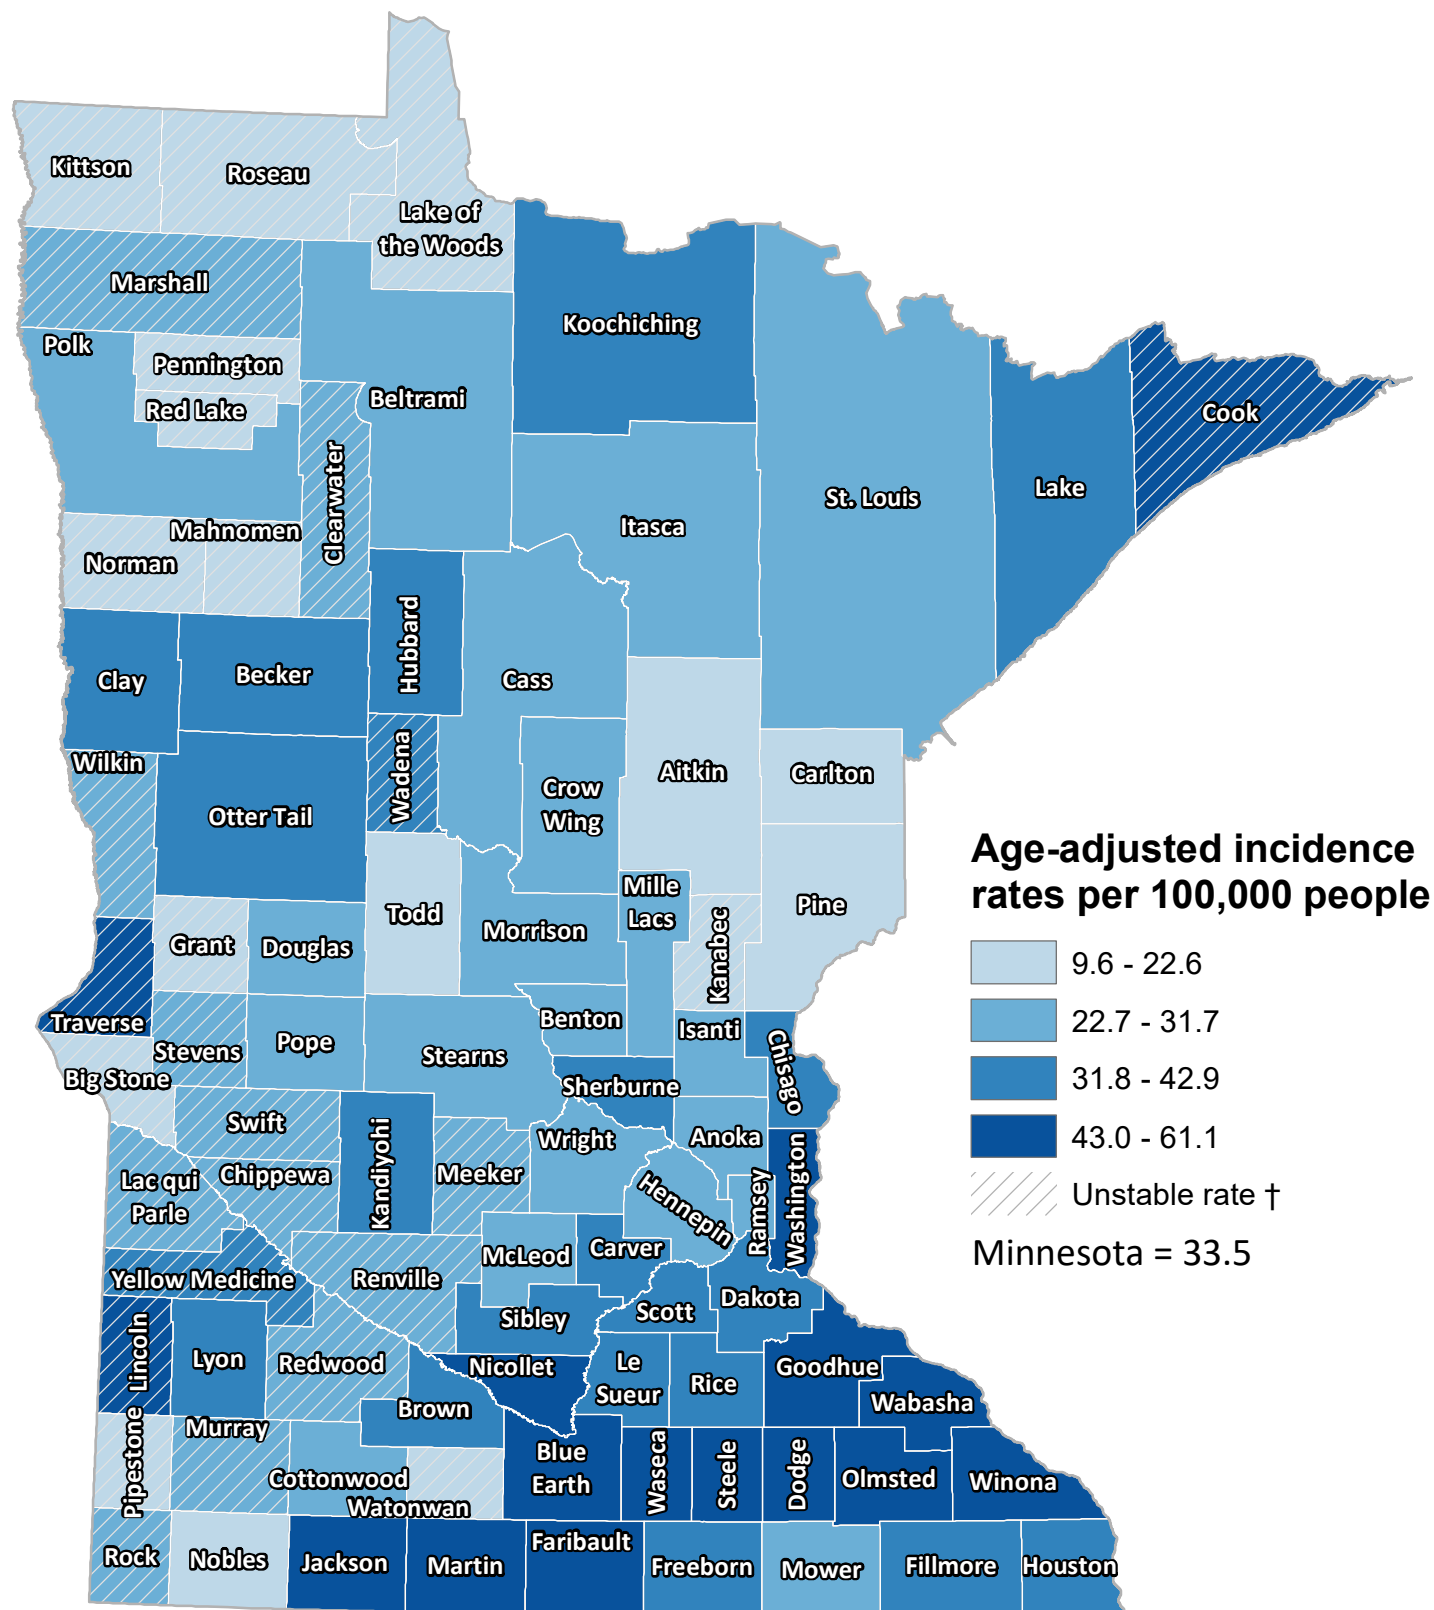 Kittson
Roseau
Lake of
the Woods
Marshall
Koochiching
Polk
Pennington
Beltrami
Red Lake
Cook
Clearwater
St. Louis
Lake
Itasca
Mahnomen
Norman
Hubbard
Clay
Becker
Cass
Wilkin
Wadena
Aitkin
Carlton
Otter Tail
Crow
Wing
Mille
Lacs
Todd
Pine
Morrison
Grant
Douglas
Kanabec
Traverse
Benton
Isanti
Stevens
Pope
Stearns
Chisago
Big Stone
Sherburne
Swift
Wright
Anoka
Kandiyohi
Meeker
Chippewa
Lac qui
Parle
Hennepin
Ramsey
Washington
McLeod
Carver
Yellow Medicine
Renville
Dakota
Scott
Sibley
Lincoln
Lyon
Redwood
Nicollet
Le
Sueur
Rice
Goodhue
Wabasha
Brown
Murray
Pipestone
Cottonwood
Watonwan
Blue
Earth
Waseca
Steele
Dodge
Olmsted
Winona
Rock
Nobles
Jackson
Martin
Faribault
Freeborn
Mower
Fillmore
Houston
Age-adjusted incidence
rates per 100,000 people
9.6 - 22.6
22.7 - 31.7
31.8 - 42.9
43.0 - 61.1
Unstable rate †
Minnesota = 33.5